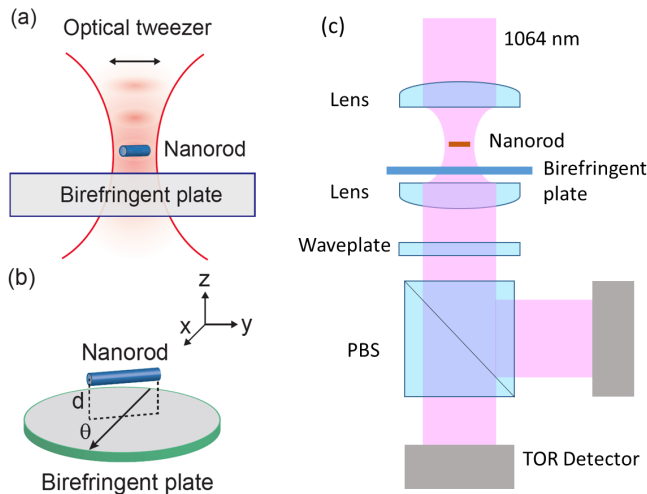 (a)
Optical tweezer
Nanorod
Birefringent plate
(b)
z
x
y
Nanorod
d
θ
Birefringent plate
(c)
1064 nm
Lens
Nanorod
Birefringent
plate
Lens
Waveplate
PBS
TOR Detector